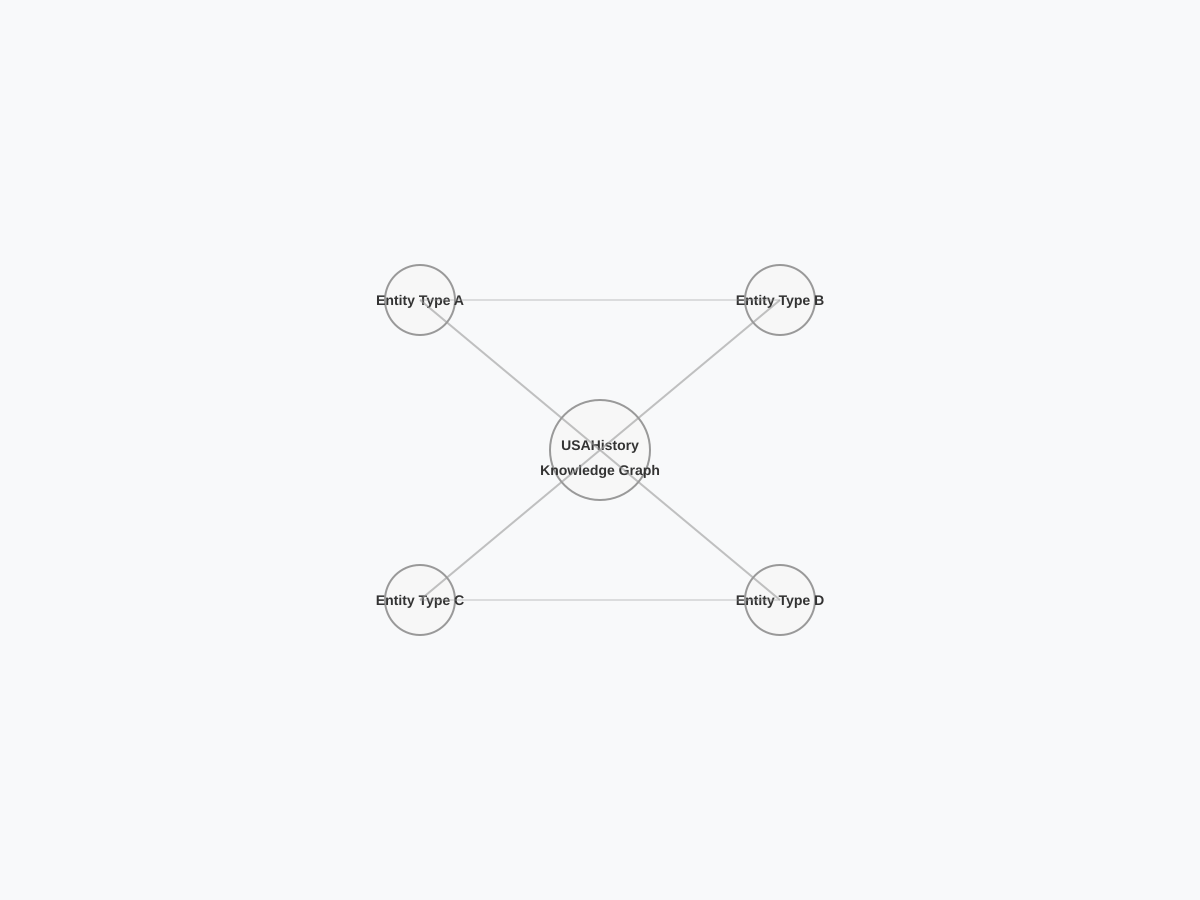 Entity Type A
Entity Type B
USAHistory
Knowledge Graph
Entity Type C
Entity Type D